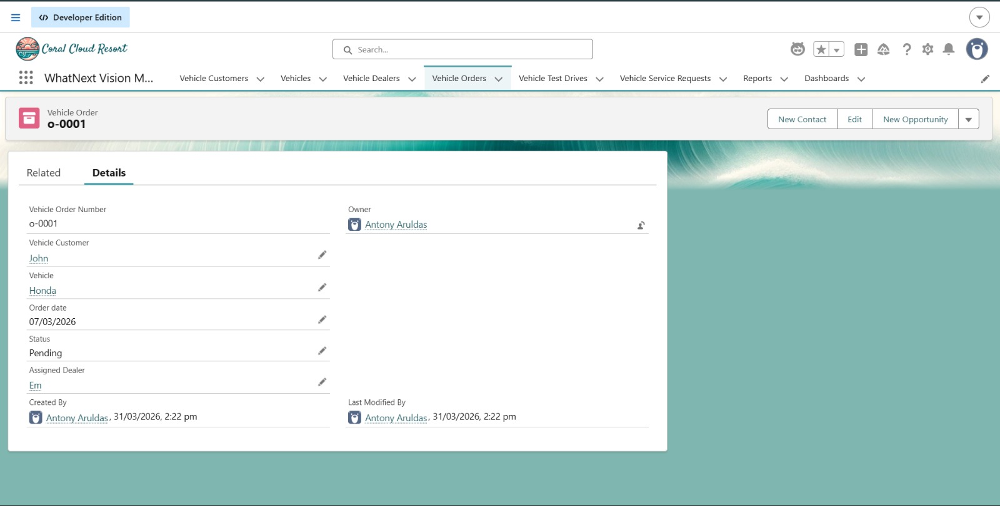 Developer Edition
Coral Cloud Resort
Search...
WhatNext Vision M...
Vehicle Customers
Vehicles
Vehicle Dealers
Vehicle Orders
Vehicle Test Drives
Vehicle Service Requests
Reports
Dashboards
Vehicle Order
o-0001
New Contact
Edit
New Opportunity
Related
Details
Vehicle Order Number
o-0001
Owner
Antony Aruldas
Vehicle Customer
John
Vehicle
Honda
Order date
07/03/2026
Status
Pending
Assigned Dealer
Em
Created By
Antony Aruldas, 31/03/2026, 2:22 pm
Last Modified By
Antony Aruldas, 31/03/2026, 2:22 pm